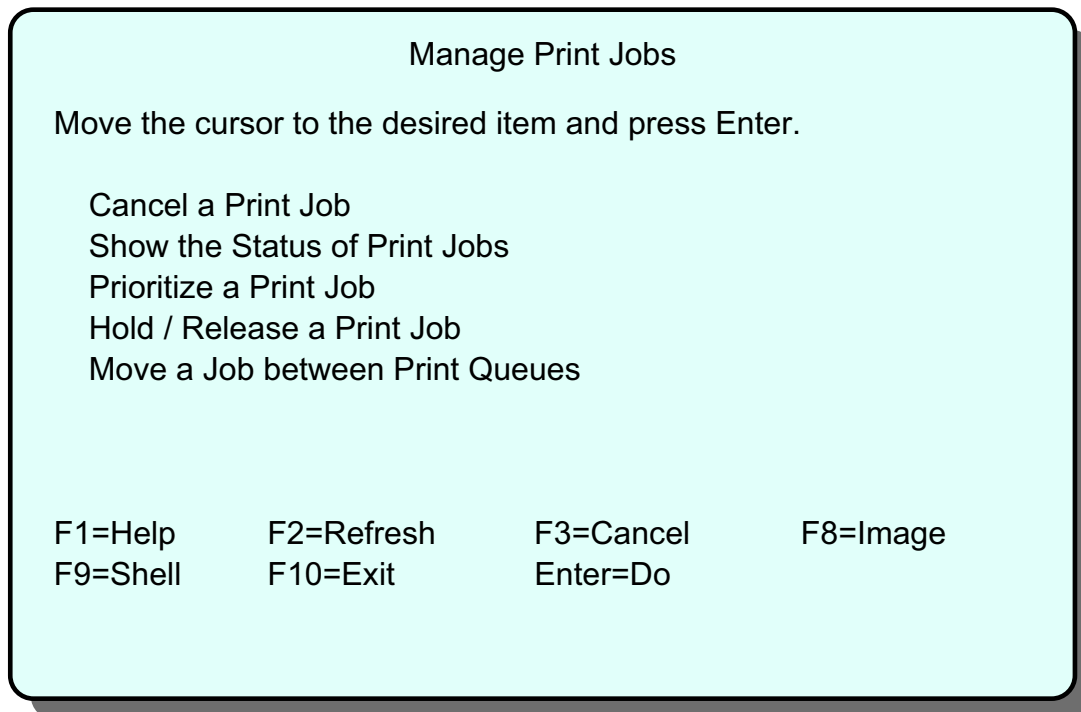 Manage Print Jobs
Move the cursor to the desired item and press Enter.
Cancel a Print Job
Show the Status of Print Jobs
Prioritize a Print Job
Hold / Release a Print Job
Move a Job between Print Queues
F1=Help F2=Refresh F3=Cancel F8=Image
F9=Shell F10=Exit Enter=Do